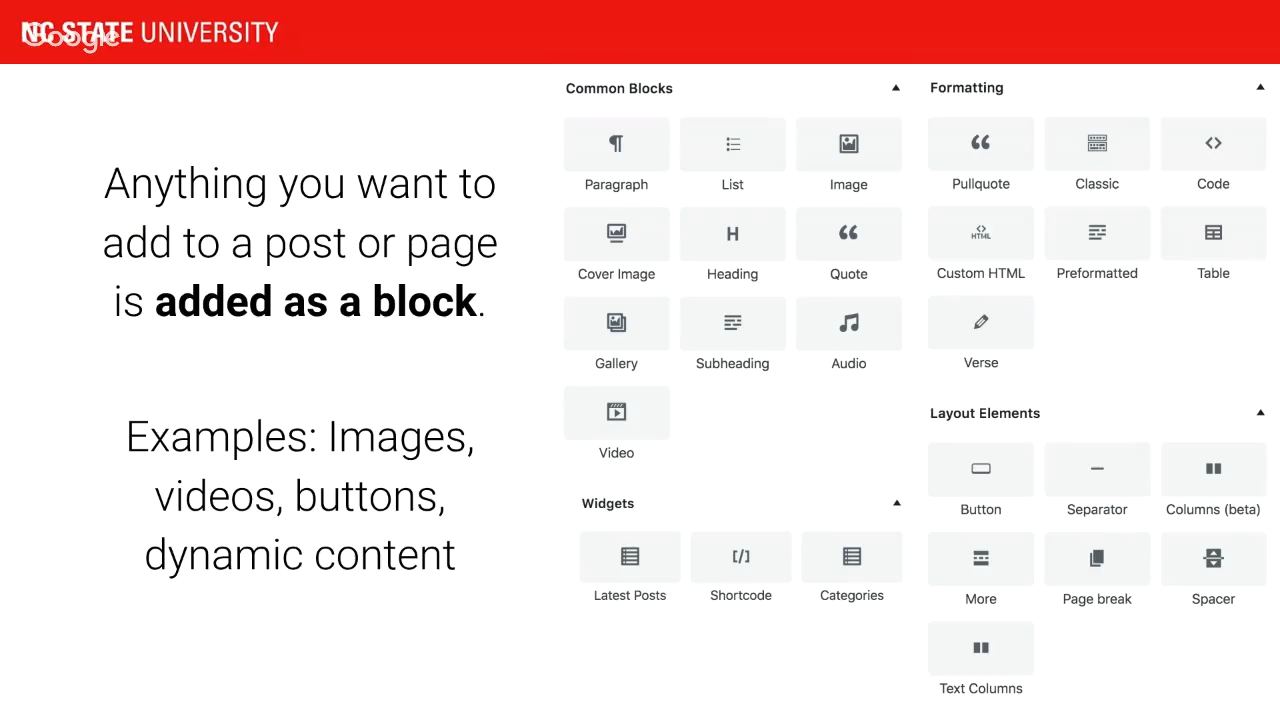 NC STATE UNIVERSITY
Google
Anything you want to
add to a post or page
is added as a block.
Examples: Images,
videos, buttons,
dynamic content
Common Blocks
Paragraph
List
Image
Cover Image
Heading
Quote
Gallery
Subheading
Audio
Video
Widgets
Latest Posts
[/]
Shortcode
Categories
Formatting
Pullquote
Classic
Code
HTML
Custom HTML
Preformatted
Table
Verse
Layout Elements
Button
Separator
Columns (beta)
More
Page break
Spacer
Text Columns